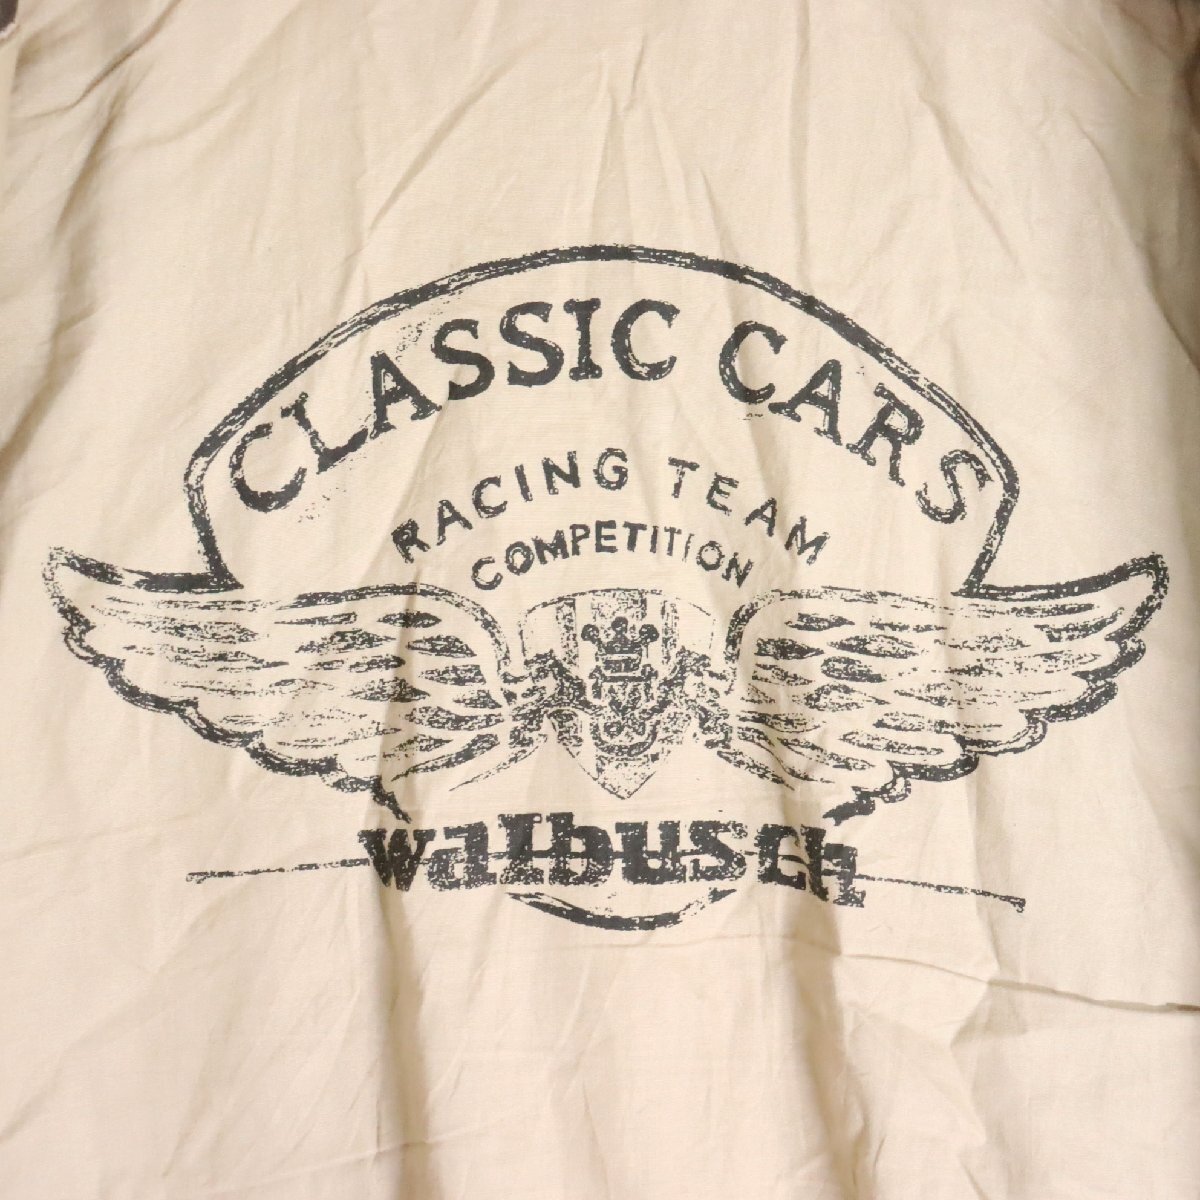 CLASSIC CARS
RACING TEAM
COMPETITION
walbusch